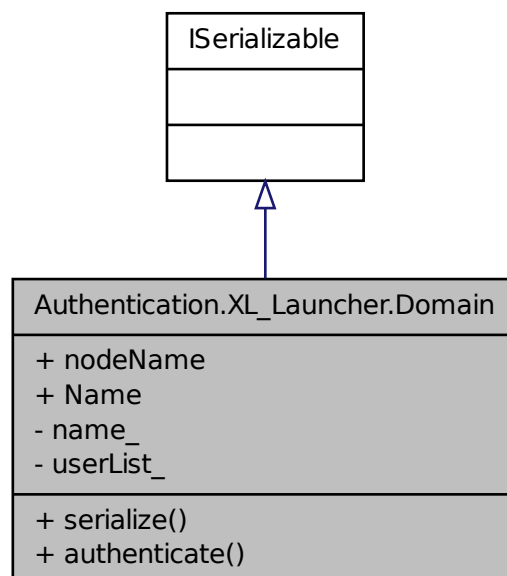 ISerializable
Authentication.XL_Launcher.Domain
+ nodeName
+ Name
- name_
- userList_
+ serialize()
+ authenticate()